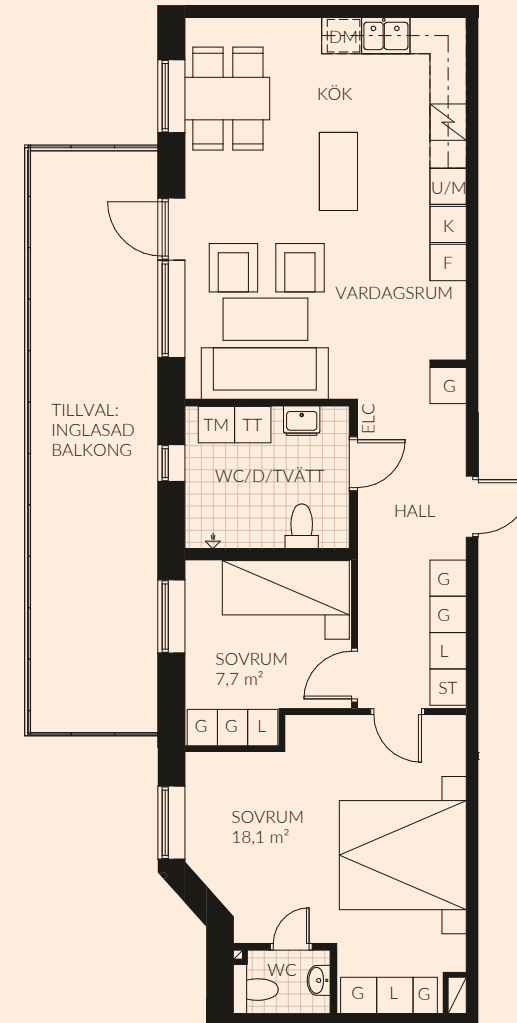 DM
KÖK
U/M
K
F
VARDAGSRUM
G
TILLVAL:
INGLASAD
BALKONG
TM TT
ELC
WC/D/TVÄTT
HALL
G
G
L
ST
SOVRUM
7,7 m²
G G L
SOVRUM
18,1 m²
WC
G L G